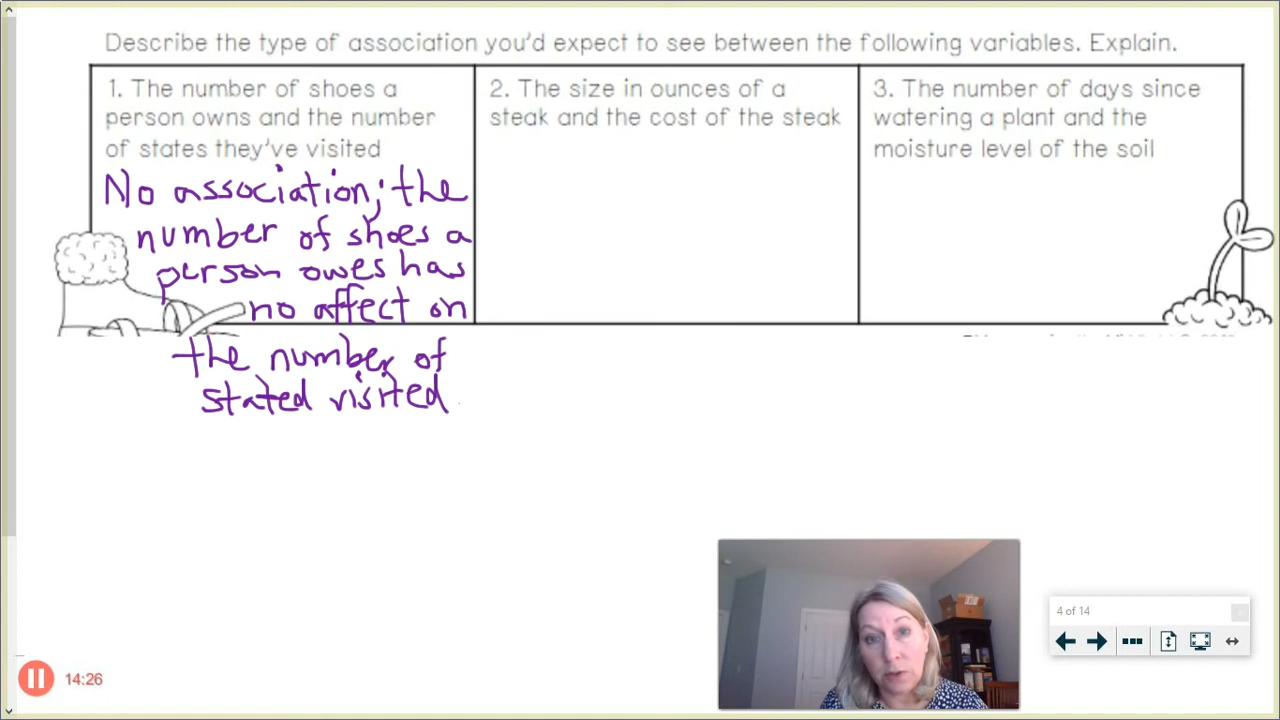 Describe the type of association you'd expect to see between the following variables. Explain.
1. The number of shoes a
person owns and the number
of states they've visited
No association; the
number of shoes a
person owes has
no affect on
the number of
stated visited
2. The size in ounces of a
steak and the cost of the steak
3. The number of days since
watering a plant and the
moisture level of the soil
4 of 14
14:26